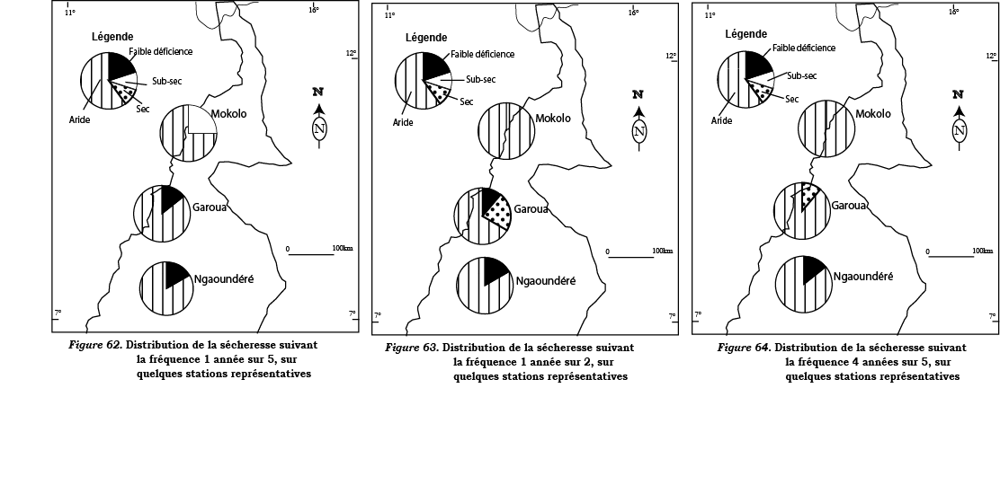 11°
16°
Légende
Faible déficience
12°
Sub-sec
Sec
Aride
N
Mokolo
N
Garoua
0
100km
Ngaoundéré
7°
7°
Figure 62. Distribution de la sécheresse suivant
la fréquence 1 année sur 5, sur
quelques stations représentatives
11°
16°
Légende
Faible déficience
12°
Sub-sec
Sec
Aride
N
Mokolo
N
Garoua
0
100km
Ngaoundéré
7°
7°
Figure 63. Distribution de la sécheresse suivant
la fréquence 1 année sur 2, sur
quelques stations représentatives
11°
16°
Légende
Faible déficience
12°
Sub-sec
Sec
Aride
N
Mokolo
N
Garoua
0
100km
Ngaoundéré
7°
7°
Figure 64. Distribution de la sécheresse suivant
la fréquence 4 années sur 5, sur
quelques stations représentatives